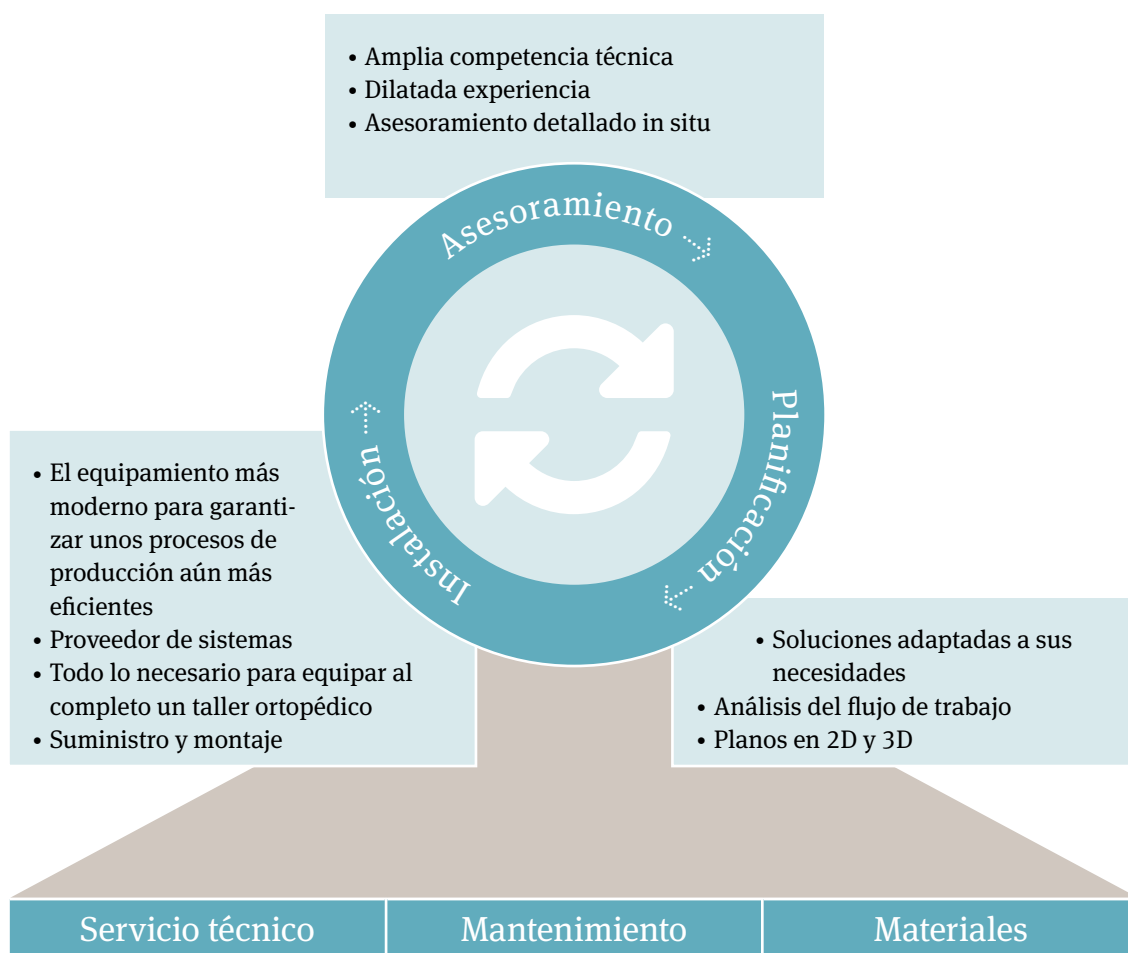 • Amplia competencia técnica
• Dilatada experiencia
• Asesoramiento detallado in situ
Asesoramiento
Planificación
Instalación
• El equipamiento más
moderno para garanti-
zar unos procesos de
producción aún más
eficientes
• Proveedor de sistemas
• Todo lo necesario para equipar al
completo un taller ortopédico
• Suministro y montaje
• Soluciones adaptadas a sus
necesidades
• Análisis del flujo de trabajo
• Planos en 2D y 3D
Servicio técnico
Mantenimiento
Materiales